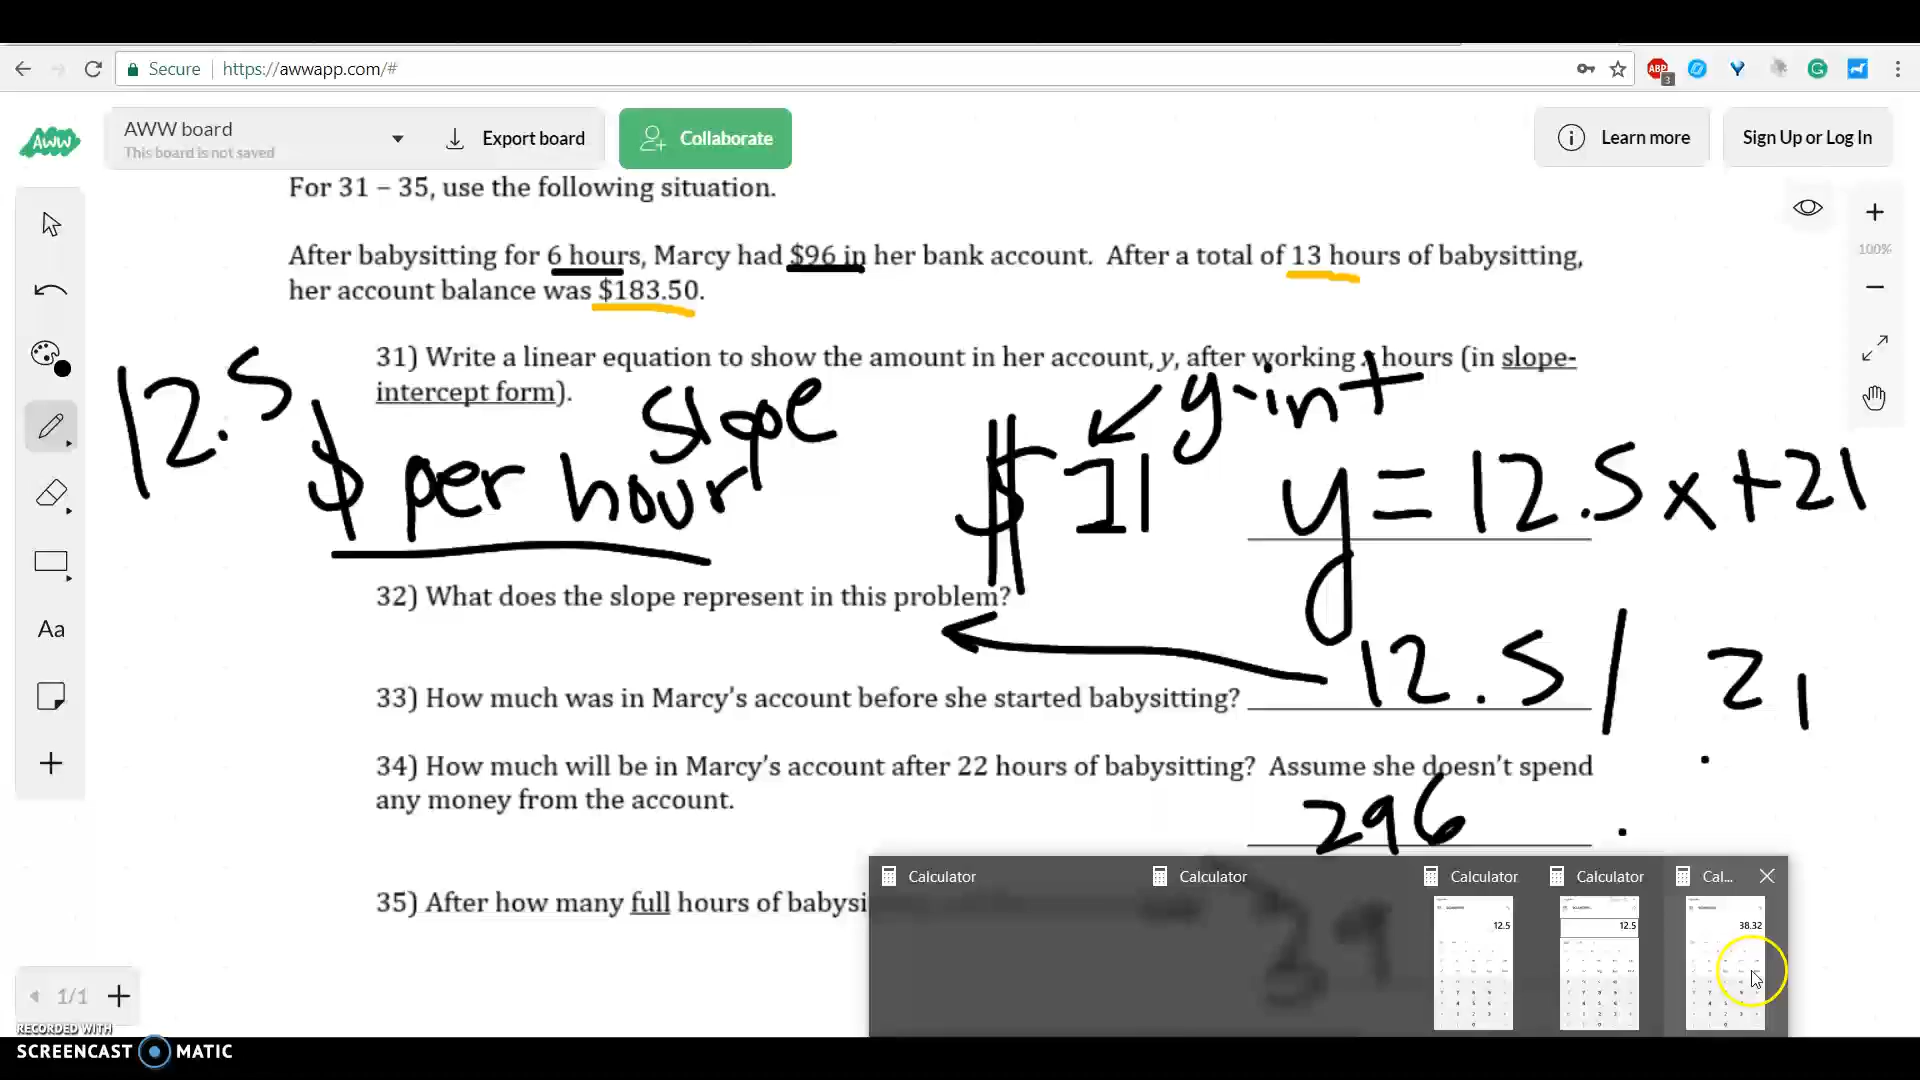 Secure https://awwapp.com/#
ABP 3
AWW
AWW board
This board is not saved
Export board
Collaborate
Learn more
Sign Up or Log In
For 31 – 35, use the following situation.
After babysitting for 6 hours, Marcy had $96 in her bank account. After a total of 13 hours of babysitting,
her account balance was $183.50.
31) Write a linear equation to show the amount in her account, y, after working x hours (in slope-
intercept form).
12.5
$ per hour
slope
$ 21
y-int
y = 12.5x + 21
32) What does the slope represent in this problem?
12.5 / 21
33) How much was in Marcy's account before she started babysitting?
34) How much will be in Marcy's account after 22 hours of babysitting? Assume she doesn't spend
any money from the account.
296
35) After how many full hours of babysi
39
Calculator
Calculator
Calculator
Calculator
Cal...
12.5
12.5
38.32
100%
Aa
1/1
RECORDED WITH
SCREENCAST MATIC